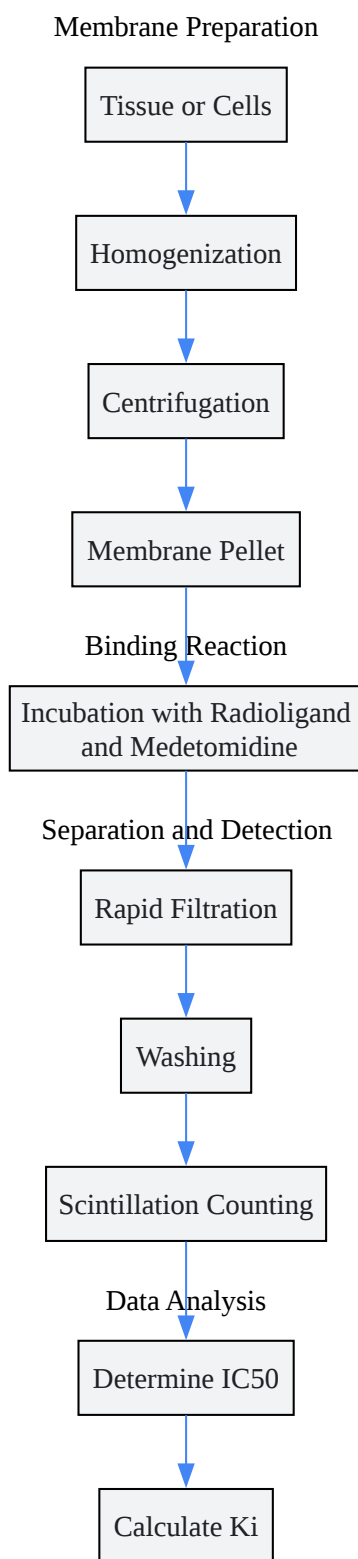 Membrane Preparation
Tissue or Cells
Homogenization
Centrifugation
Membrane Pellet
Binding Reaction
Incubation with Radioligand
and Medetomidine
Separation and Detection
Rapid Filtration
Washing
Scintillation Counting
Data Analysis
Determine IC50
Calculate Ki